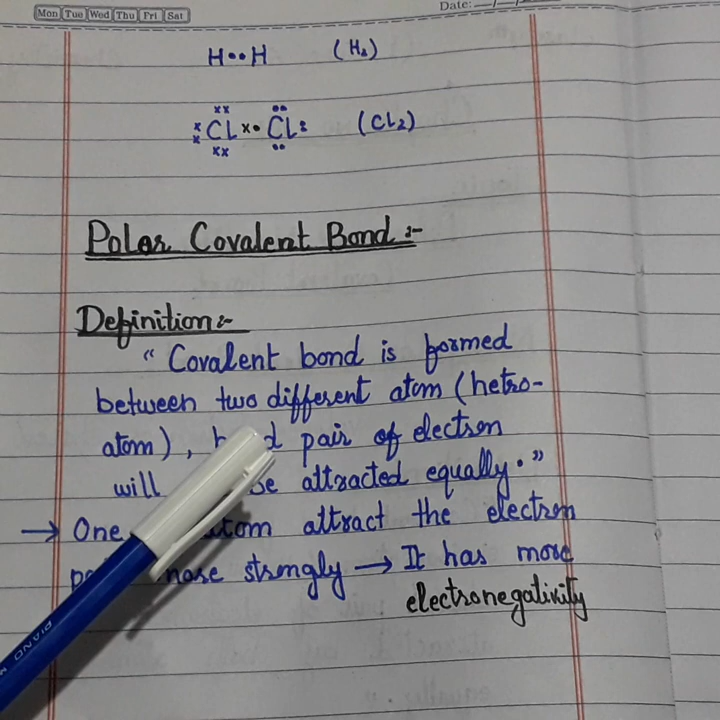 Mon Tue Wed Thu Fri Sat
Date:
H••H (H₂)
Cl Cl (Cl₂)
Polar Covalent Bond :-
Definition:-
“ Covalent bond is formed
between two different atom (hetro-
atom), pair of electron
will attracted equally. ”
→ One atom attract the electron
more strongly → It has more
electronegativity
PIANO